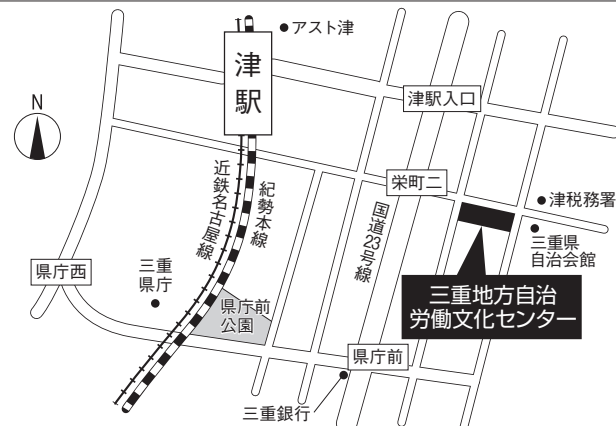 アスト津
津駅
N
津駅入口
栄町二
近鉄名古屋線
紀勢本線
国道23号線
津税務署
三重県
自治会館
県庁西
三重
県庁
県庁前
公園
三重地方自治
労働文化センター
県庁前
三重銀行